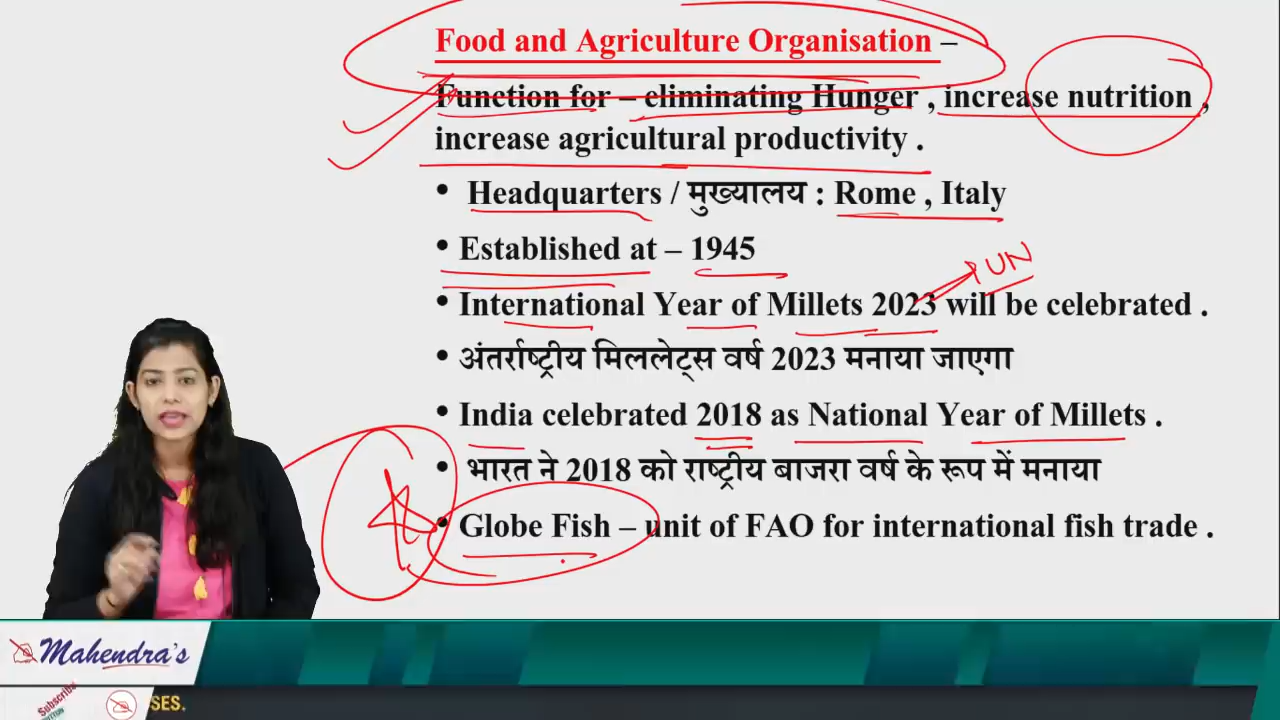 Food and Agriculture Organisation –
Function for – eliminating Hunger , increase nutrition ,
increase agricultural productivity .
• Headquarters / मुख्यालय : Rome , Italy
• Established at – 1945
UN
• International Year of Millets 2023 will be celebrated .
• अंतर्राष्ट्रीय मिललेट्स वर्ष 2023 मनाया जाएगा
• India celebrated 2018 as National Year of Millets .
• भारत ने 2018 को राष्ट्रीय बाजरा वर्ष के रूप में मनाया
• Globe Fish – unit of FAO for international fish trade .
Mahendra's
Subscribe
SES.